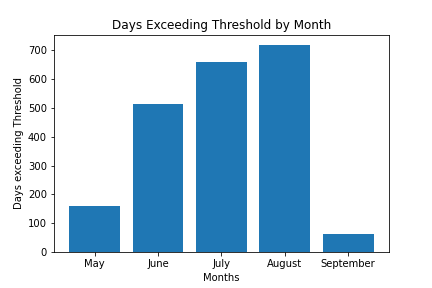 Days Exceeding Threshold by Month
Days exceeding Threshold
700
600
500
400
300
200
100
0
May June July August September
Months